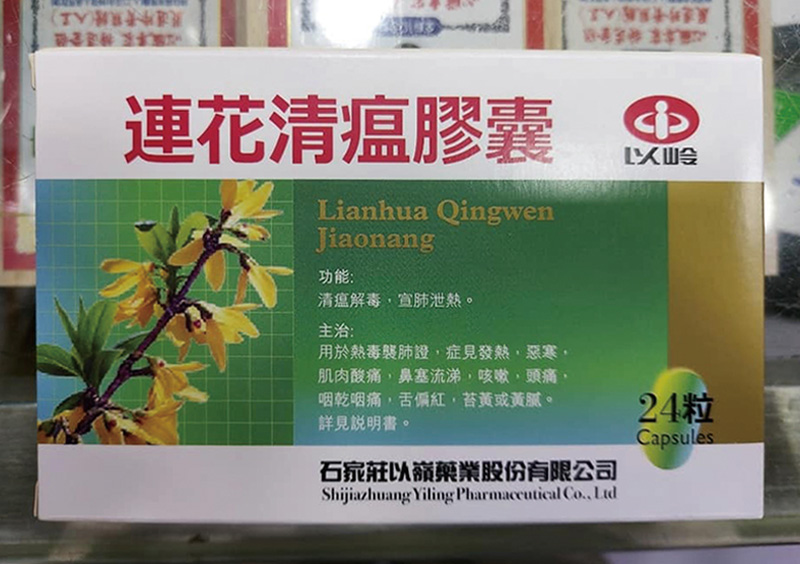 連花清瘟膠囊
以岭
Lianhua Qingwen
Jiaonang
功能:
清瘟解毒，宣肺泄熱。
主治:
用於熱毒襲肺證，症見發熱，惡寒，
肌肉酸痛，鼻塞流涕，咳嗽，頭痛，
咽乾咽痛，舌偏紅，苔黃或黃膩。
詳見説明書。
24粒
Capsules
石家莊以嶺藥業股份有限公司
Shijiazhuang Yiling Pharmaceutical Co., Ltd